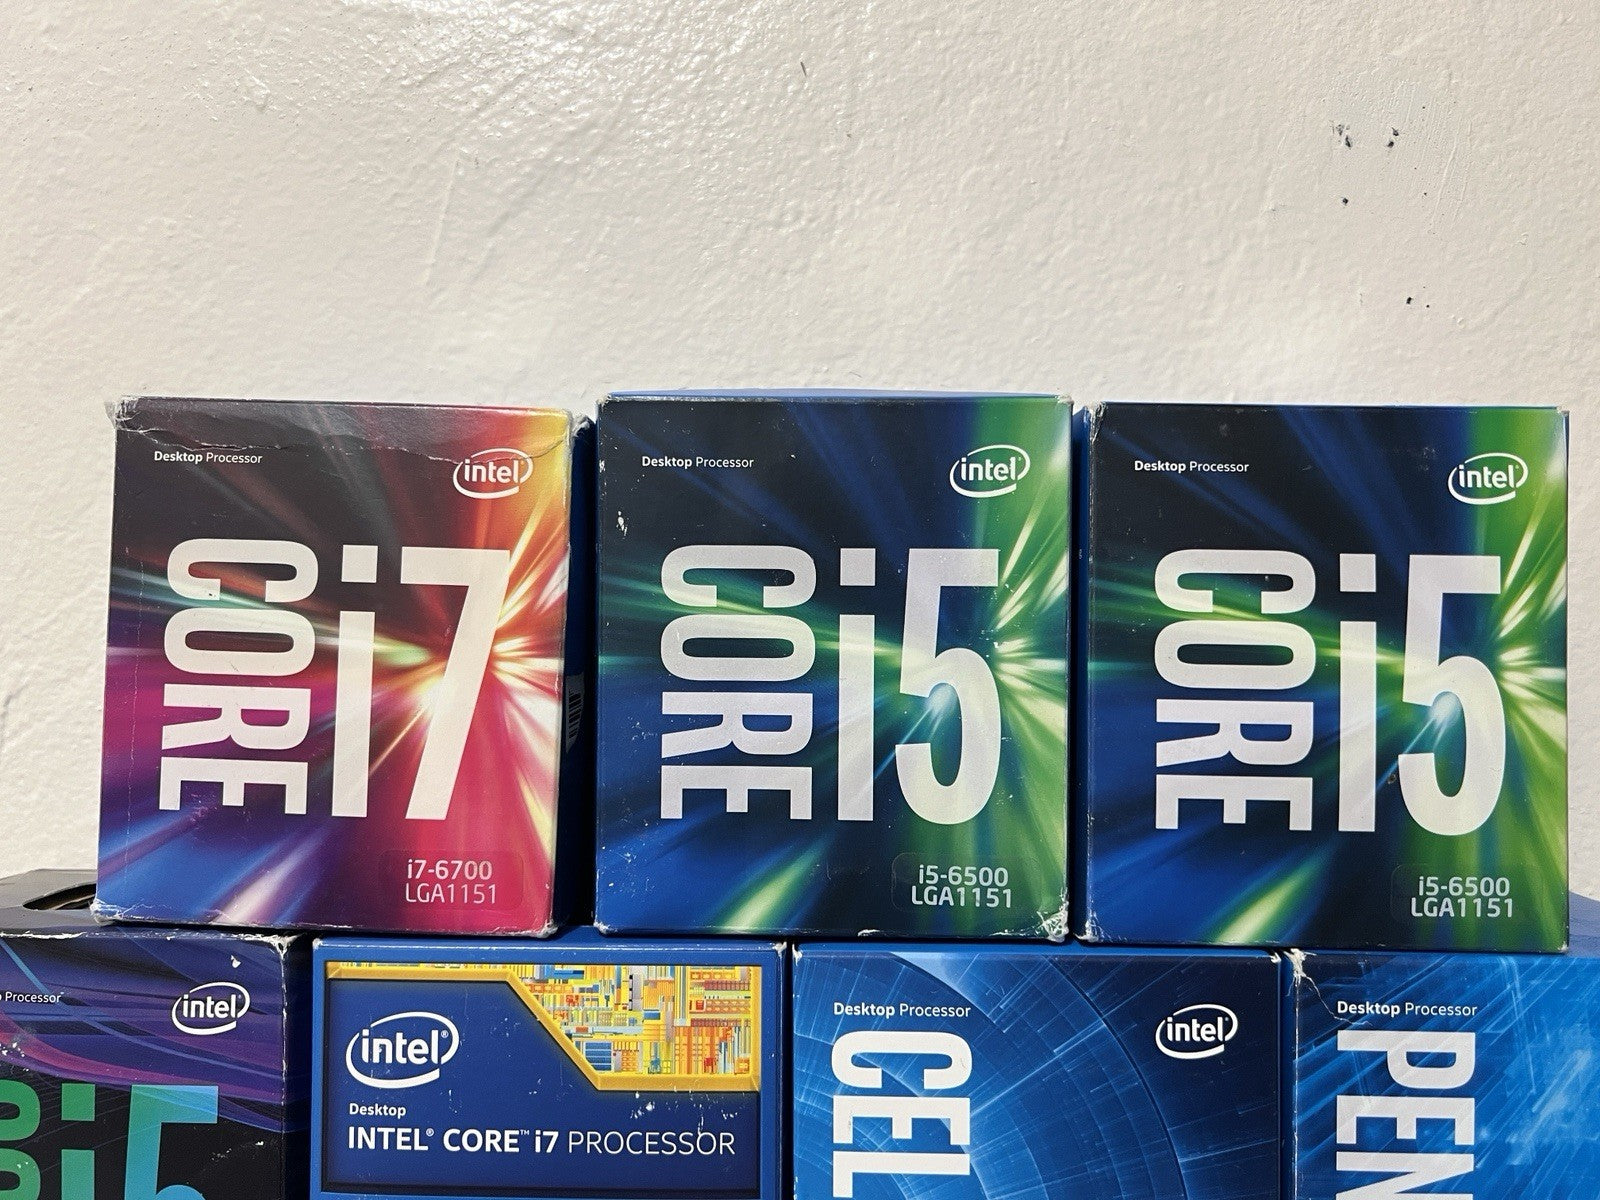 Desktop Processor
intel®
CORE i7
i7-6700
LGA1151
Desktop Processor
intel®
CORE i5
i5-6500
LGA1151
Desktop Processor
intel®
CORE i5
i5-6500
LGA1151
Processor
intel®
i5
intel®
Desktop
INTEL® CORE™ i7 PROCESSOR
Desktop Processor
intel®
CEL
Desktop Processor
PEN